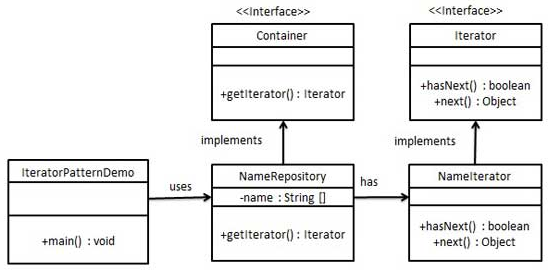 <<Interface>>
<<Interface>>
Container
+getIterator() : Iterator
Iterator
+hasNext() : boolean
+next() : Object
implements
implements
IteratorPatternDemo
+main() : void
uses
NameRepository
-name : String []
+getIterator() : Iterator
has
NameIterator
+hasNext() : boolean
+next() : Object